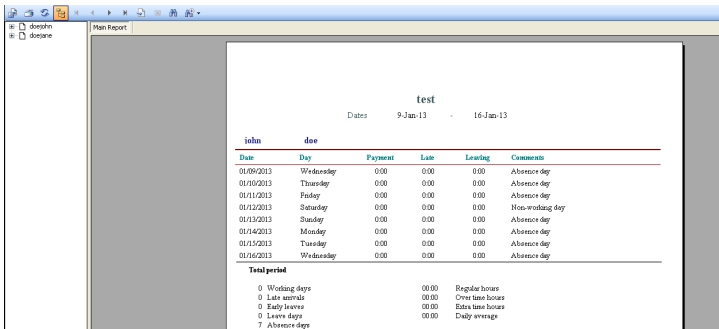 doejohn
doejane
Main Report
test
Dates 9-Jan-13 - 16-Jan-13
john doe
Date Day Payment Late Leaving Comments
01/09/2013 Wednesday 0:00 0:00 0:00 Absence day
01/10/2013 Thursday 0:00 0:00 0:00 Absence day
01/11/2013 Friday 0:00 0:00 0:00 Absence day
01/12/2013 Saturday 0:00 0:00 0:00 Non-working day
01/13/2013 Sunday 0:00 0:00 0:00 Absence day
01/14/2013 Monday 0:00 0:00 0:00 Absence day
01/15/2013 Tuesday 0:00 0:00 0:00 Absence day
01/16/2013 Wednesday 0:00 0:00 0:00 Absence day
Total period
0 Working days 00:00 Regular hours
0 Late arrivals 00:00 Over time hours
0 Early leaves 00:00 Extra time hours
0 Leave days 00:00 Daily average
7 Absence days